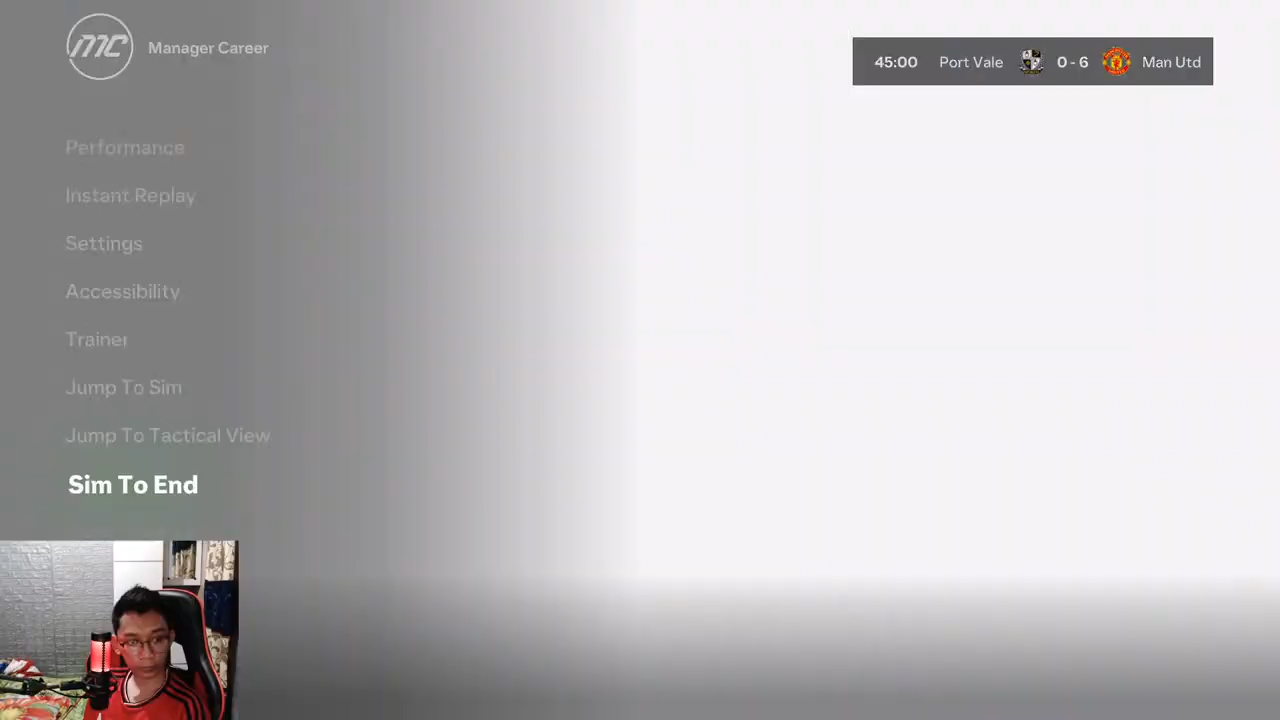 MC Manager Career
45:00 Port Vale 0 - 6 Man Utd
Performance
Instant Replay
Settings
Accessibility
Trainer
Jump To Sim
Jump To Tactical View
Sim To End